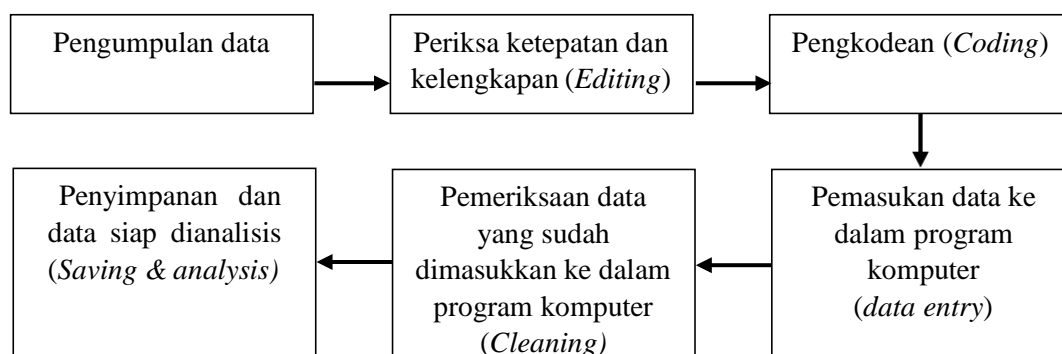 Pengumpulan data
Periksa ketepatan dan
kelengkapan (Editing)
Pengkodean (Coding)
Pemasukan data ke
dalam program
komputer
(data entry)
Pemeriksaan data
yang sudah
dimasukkan ke dalam
program komputer
(Cleaning)
Penyimpanan dan
data siap dianalisis
(Saving & analysis)